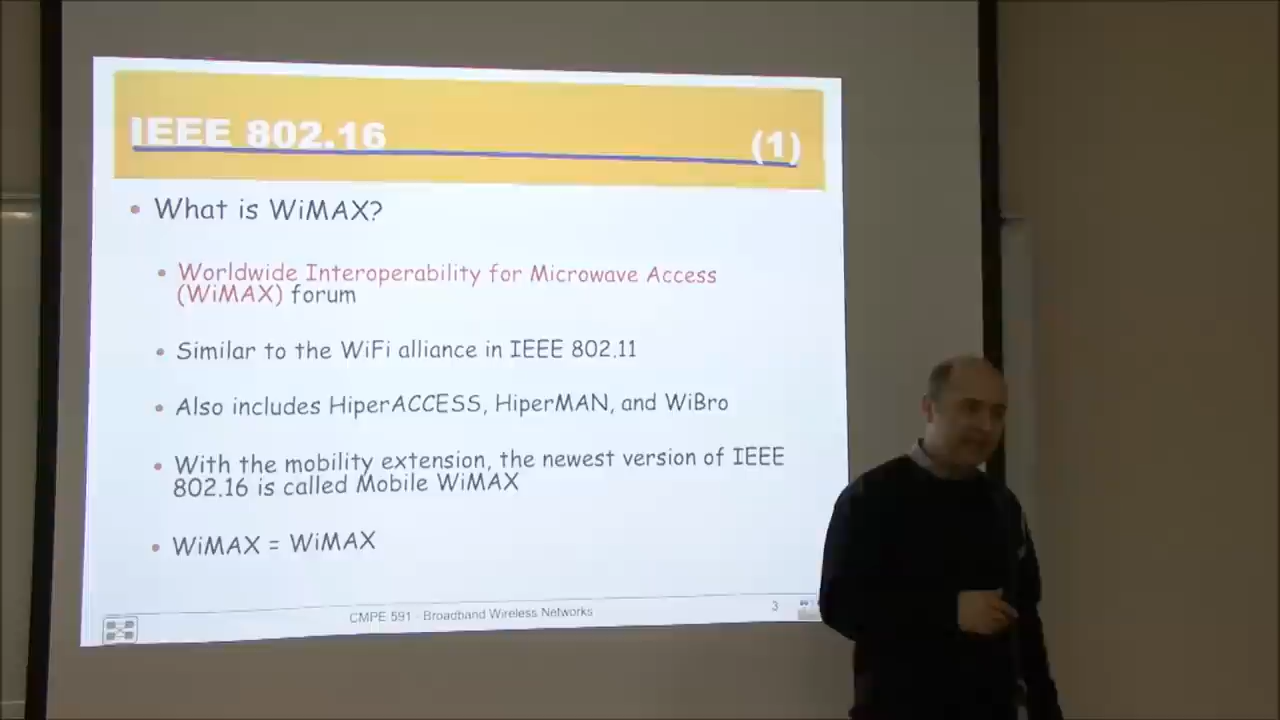 IEEE 802.16 (1)
• What is WiMAX?
• Worldwide Interoperability for Microwave Access
(WiMAX) forum
• Similar to the WiFi alliance in IEEE 802.11
• Also includes HiperACCESS, HiperMAN, and WiBro
• With the mobility extension, the newest version of IEEE
802.16 is called Mobile WiMAX
• WiMAX = WiMAX
CMPE 591 - Broadband Wireless Networks 3